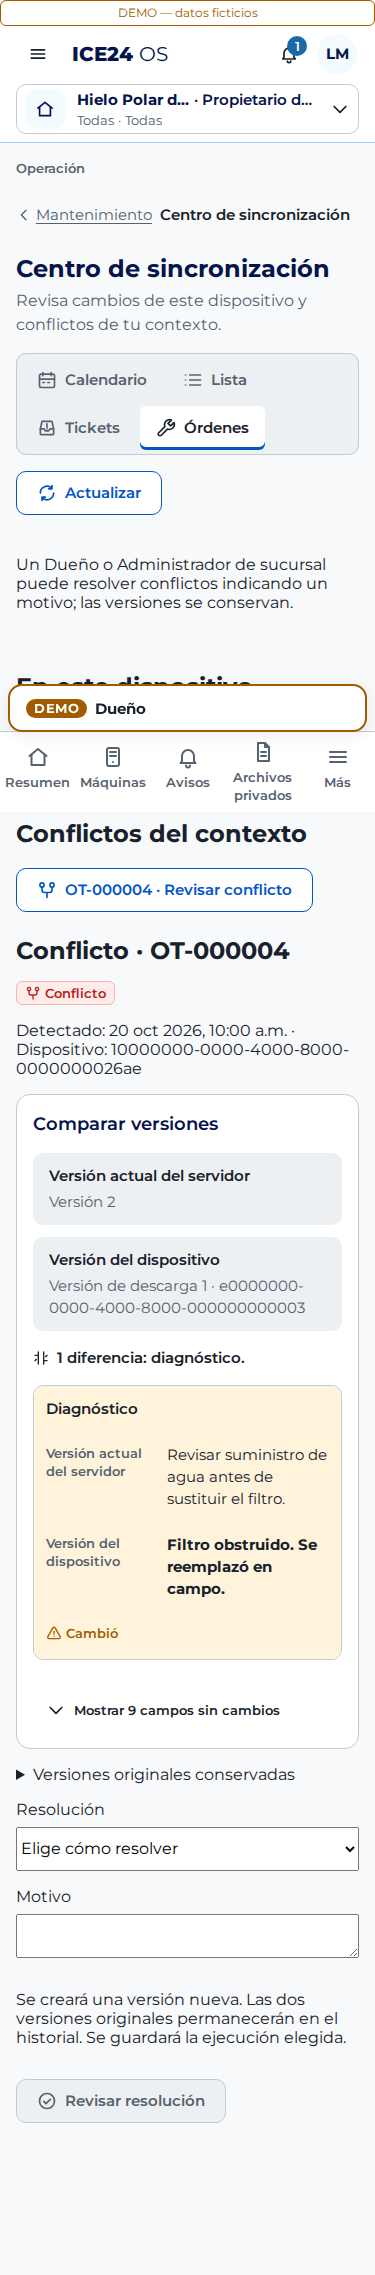 DEMO — datos ficticios
ICE24 OS
1
LM
Hielo Polar d... · Propietario d...
Todas · Todas
Operación
Mantenimiento Centro de sincronización
Centro de sincronización
Revisa cambios de este dispositivo y
conflictos de tu contexto.
Calendario
Lista
Tickets
Órdenes
Actualizar
Un Dueño o Administrador de sucursal
puede resolver conflictos indicando un
motivo; las versiones se conservan.
En este dispositivo
DEMO Dueño
Resumen
Máquinas
Avisos
Archivos
privados
Más
Conflictos del contexto
OT-000004 · Revisar conflicto
Conflicto · OT-000004
Conflicto
Detectado: 20 oct 2026, 10:00 a.m. ·
Dispositivo: 10000000-0000-4000-8000-
0000000026ae
Comparar versiones
Versión actual del servidor
Versión 2
Versión del dispositivo
Versión de descarga 1 · e0000000-
0000-4000-8000-000000000003
1 diferencia: diagnóstico.
Diagnóstico
Versión actual
del servidor
Revisar suministro de
agua antes de
sustituir el filtro.
Versión del
dispositivo
Filtro obstruido. Se
reemplazó en
campo.
Cambió
Mostrar 9 campos sin cambios
Versiones originales conservadas
Resolución
Elige cómo resolver
Motivo
Se creará una versión nueva. Las dos
versiones originales permanecerán en el
historial. Se guardará la ejecución elegida.
Revisar resolución